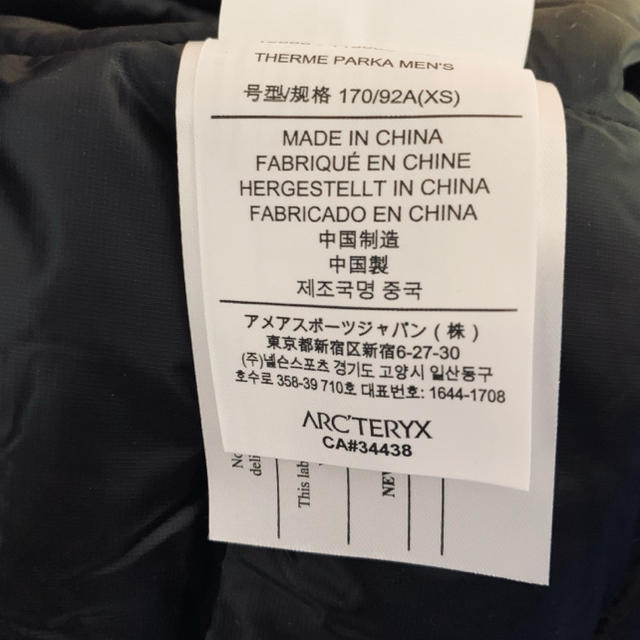 THERME PARKA MEN'S
号型/规格 170/92A(XS)
MADE IN CHINA
FABRIQUÉ EN CHINE
HERGESTELLT IN CHINA
FABRICADO EN CHINA
中国制造
中国製
제조국명 중국
アメアスポーツジャパン (株)
東京都新宿区新宿6-27-30
(주)넬슨스포츠 경기도 고양시 일산동구
호수로 358-39 710호 대표번호: 1644-1708
ARC'TERYX
CA#34438
This
NEW